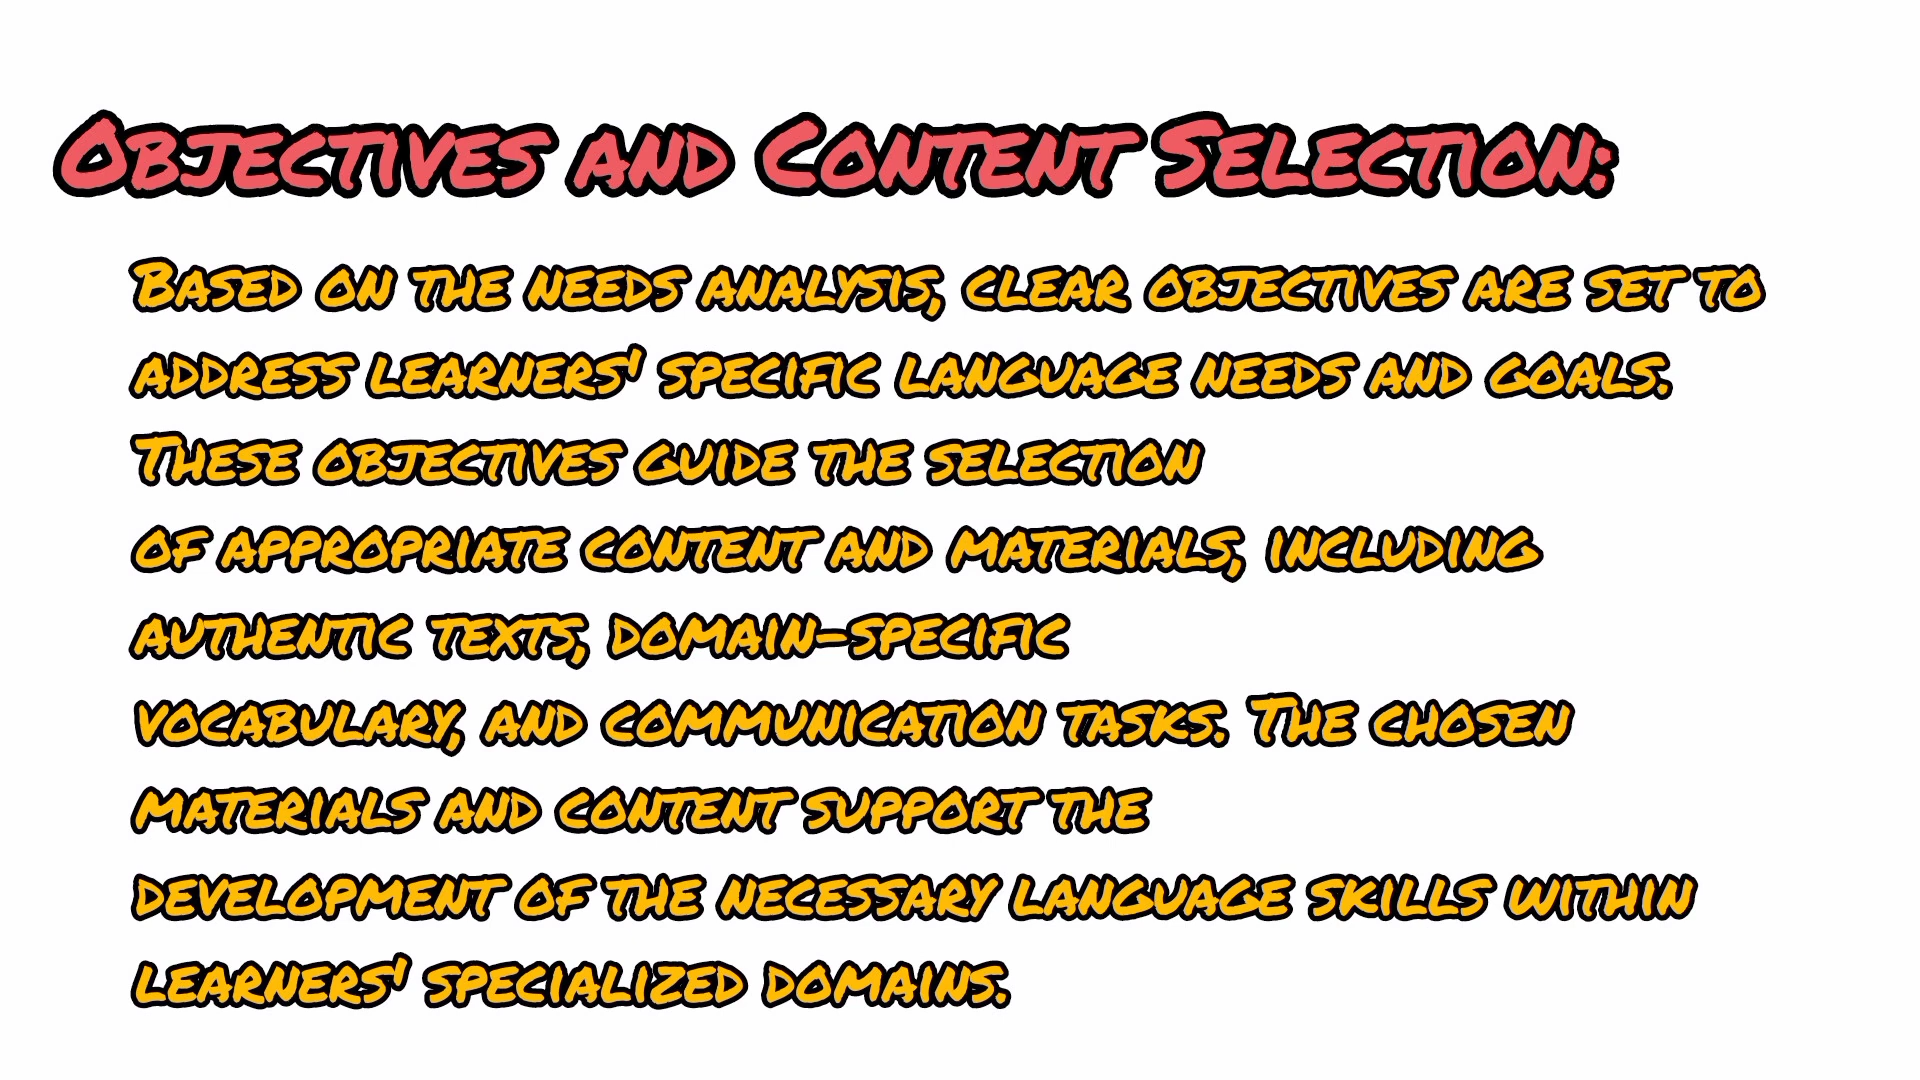 Objectives and Content Selection:
Based on the needs analysis, clear objectives are set to
address learners' specific language needs and goals.
These objectives guide the selection
of appropriate content and materials, including
authentic texts, domain-specific
vocabulary, and communication tasks. The chosen
materials and content support the
development of the necessary language skills within
learners' specialized domains.